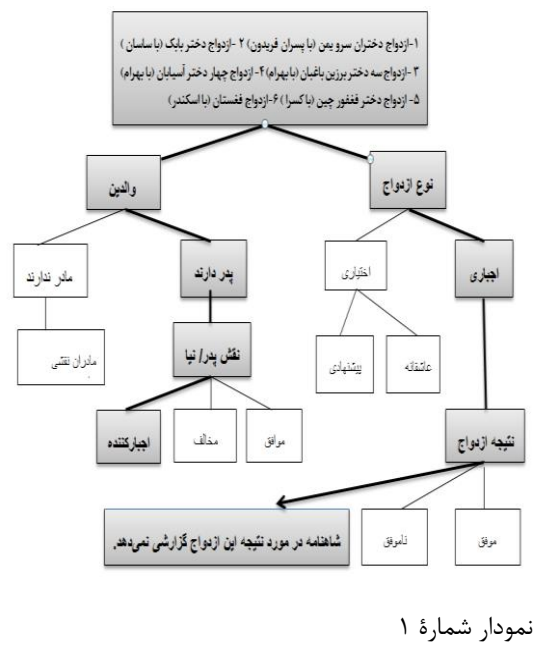 ۱-ازدواج دختران سرو یمن (با پسران فریدون) ۲ -ازدواج دختر بابک (با ساسان )
۳ -ازدواج سه دختر برزین باغبان (با بهرام) ۴- ازدواج چهار دختر آسیابان (با بهرام)
۵- ازدواج دختر فغفور چین (با کسرا) ۶-ازدواج فغستان (با اسکندر)
نوع ازدواج
والدین
اجباری
اختیاری
پدر دارند
مادر ندارند
عاشقانه
پیشنهادی
نقش پدر/ نیا
مادران نقشی
نتیجه ازدواج
موافق
مخالف
اجبارکننده
موفق
ناموفق
شاهنامه در مورد نتیجه این ازدواج گزارشی نمی‌دهد.
نمودار شمارۀ ۱